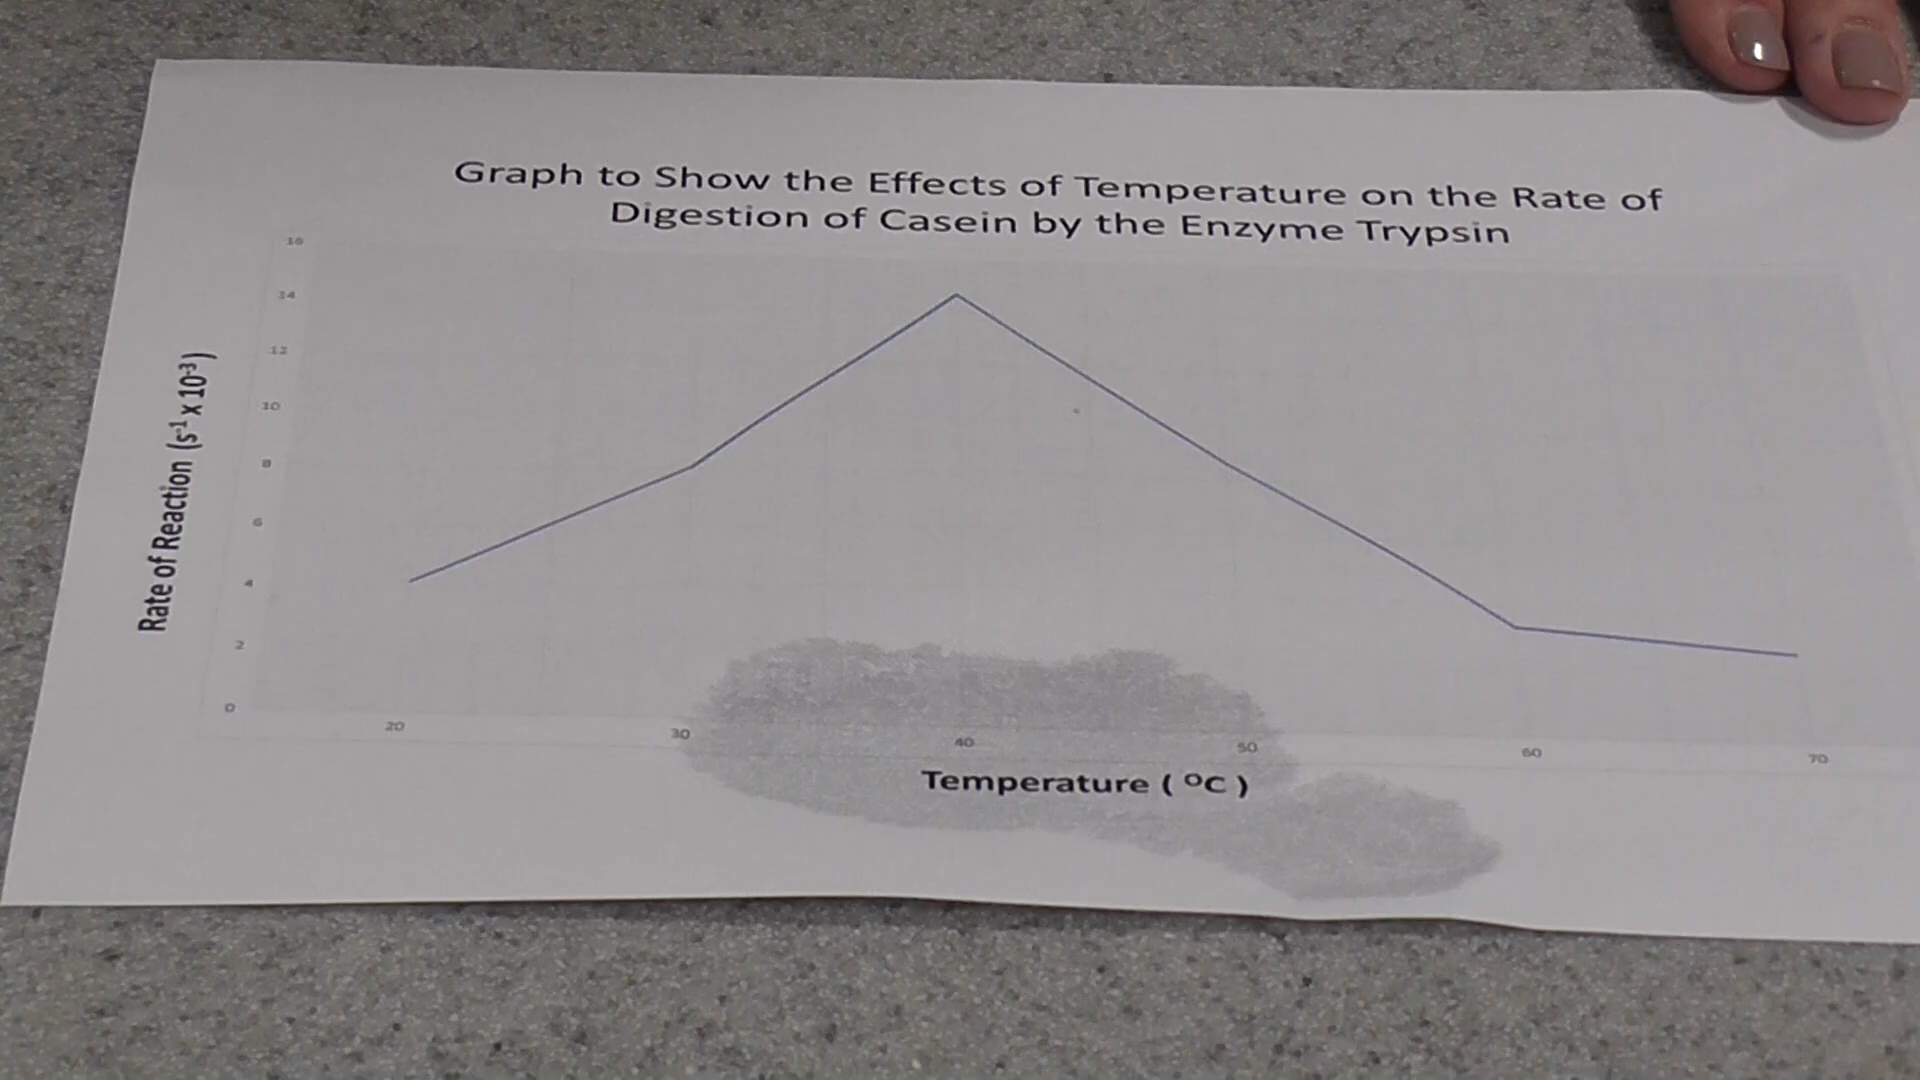 Graph to Show the Effects of Temperature on the Rate of
Digestion of Casein by the Enzyme Trypsin
16
14
12
10
8
6
4
2
0
Rate of Reaction (s⁻¹ x 10⁻³)
20 30 40 50 60 70
Temperature ( ⁰C )